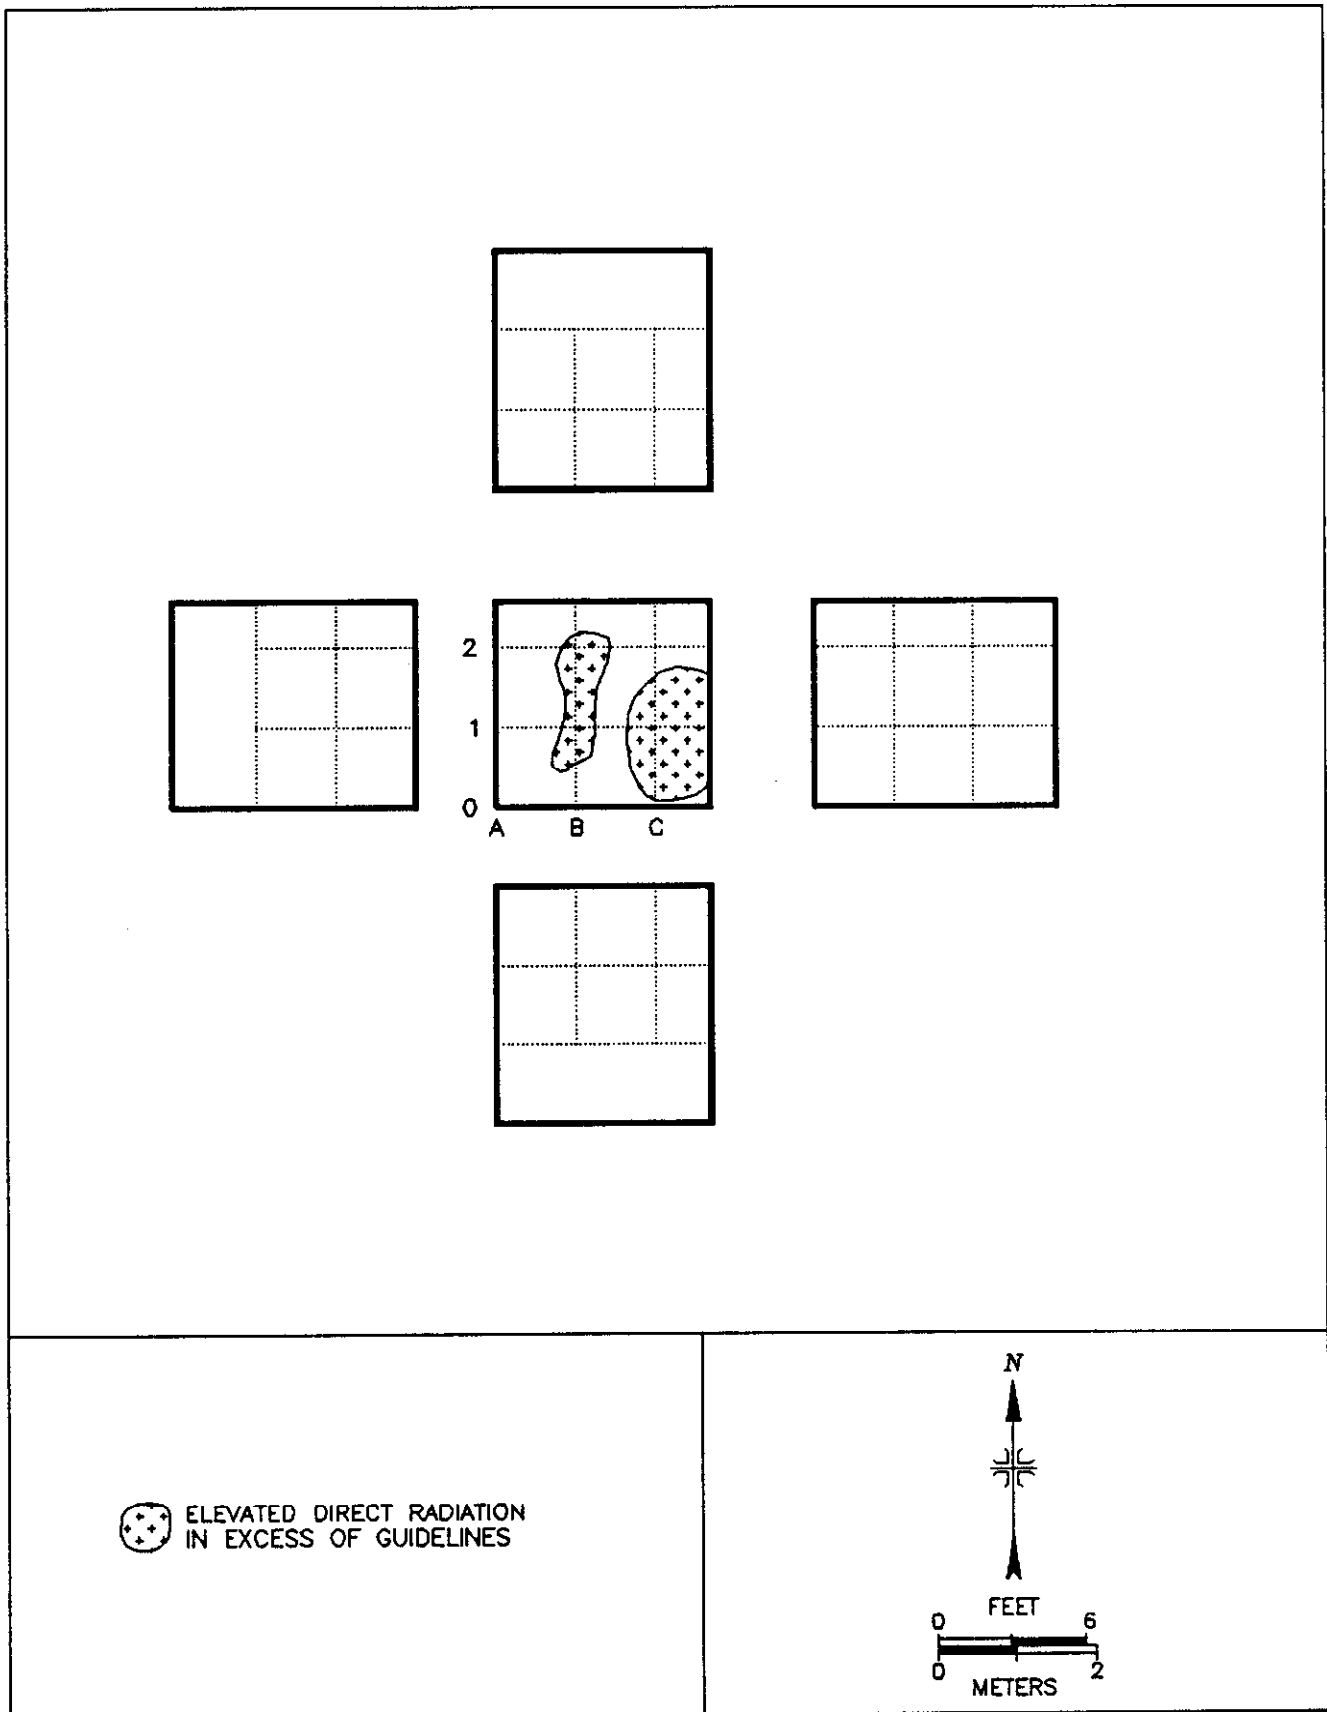 2
1
0
A B C
ELEVATED DIRECT RADIATION
IN EXCESS OF GUIDELINES
N
FEET
0 6
0 2
METERS